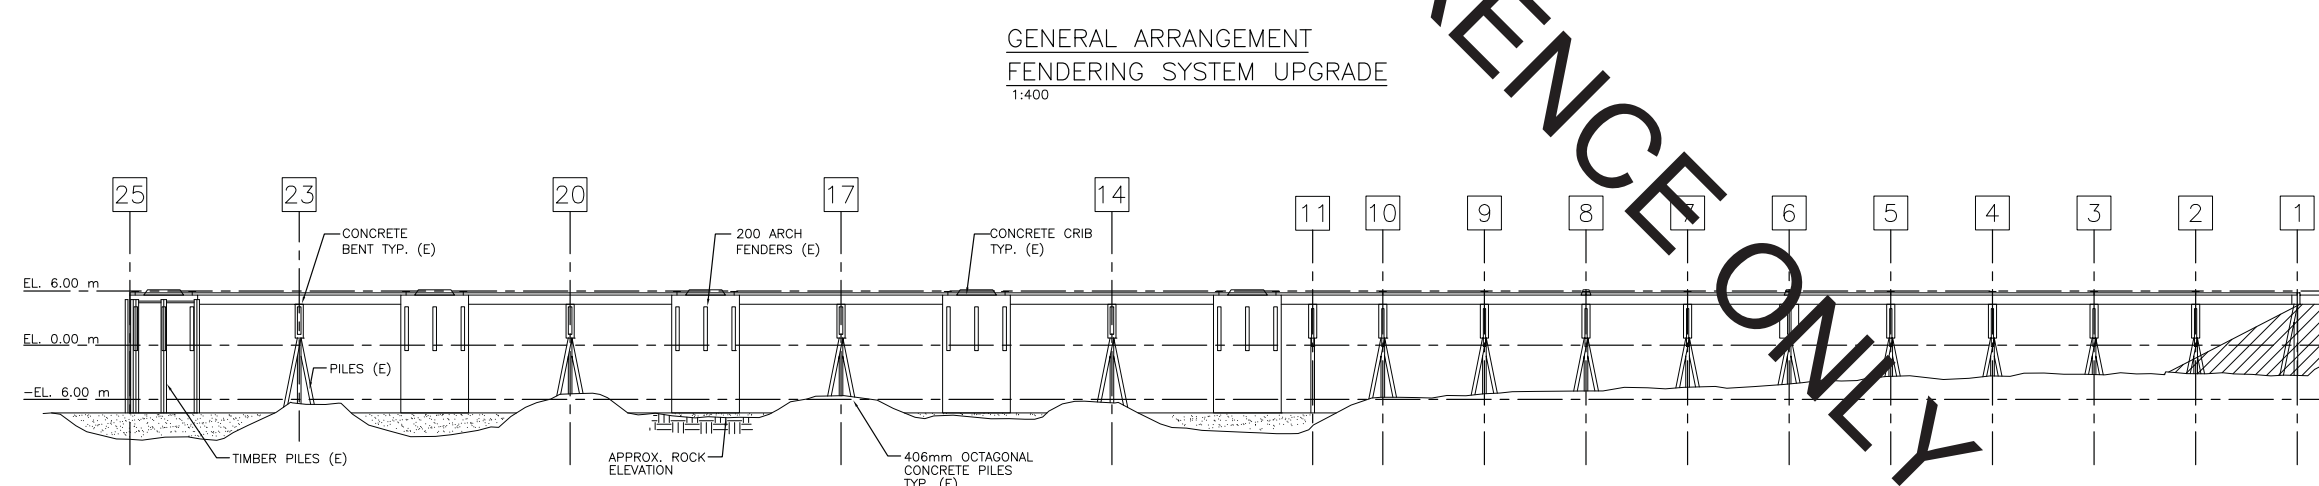 GENERAL ARRANGEMENT
FENDERING SYSTEM UPGRADE
1:400
RENCE ONLY
25
23
20
17
14
11
10
9
8
7
6
5
4
3
2
1
CONCRETE
BENT TYP. (E)
200 ARCH
FENDERS (E)
CONCRETE CRIB
TYP. (E)
EL. 6.00 m
EL. 0.00 m
PILES (E)
-EL. 6.00 m
TIMBER PILES (E)
APPROX. ROCK
ELEVATION
406mm OCTAGONAL
CONCRETE PILES
TYP. (E)